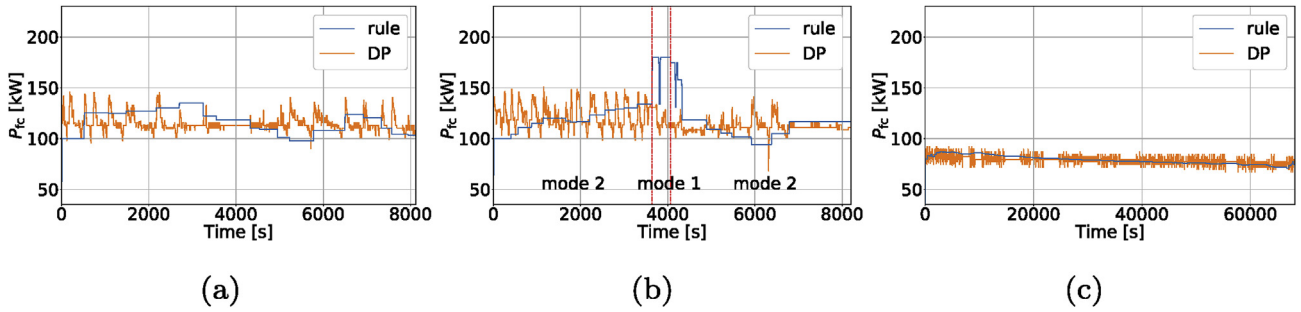 200
150
100
50
P_fc [kW]
rule
DP
0 2000 4000 6000 8000
Time [s]
(a)
200
150
100
50
P_fc [kW]
rule
DP
mode 2 mode 1 mode 2
0 2000 4000 6000 8000
Time [s]
(b)
200
150
100
50
P_fc [kW]
rule
DP
0 20000 40000 60000
Time [s]
(c)